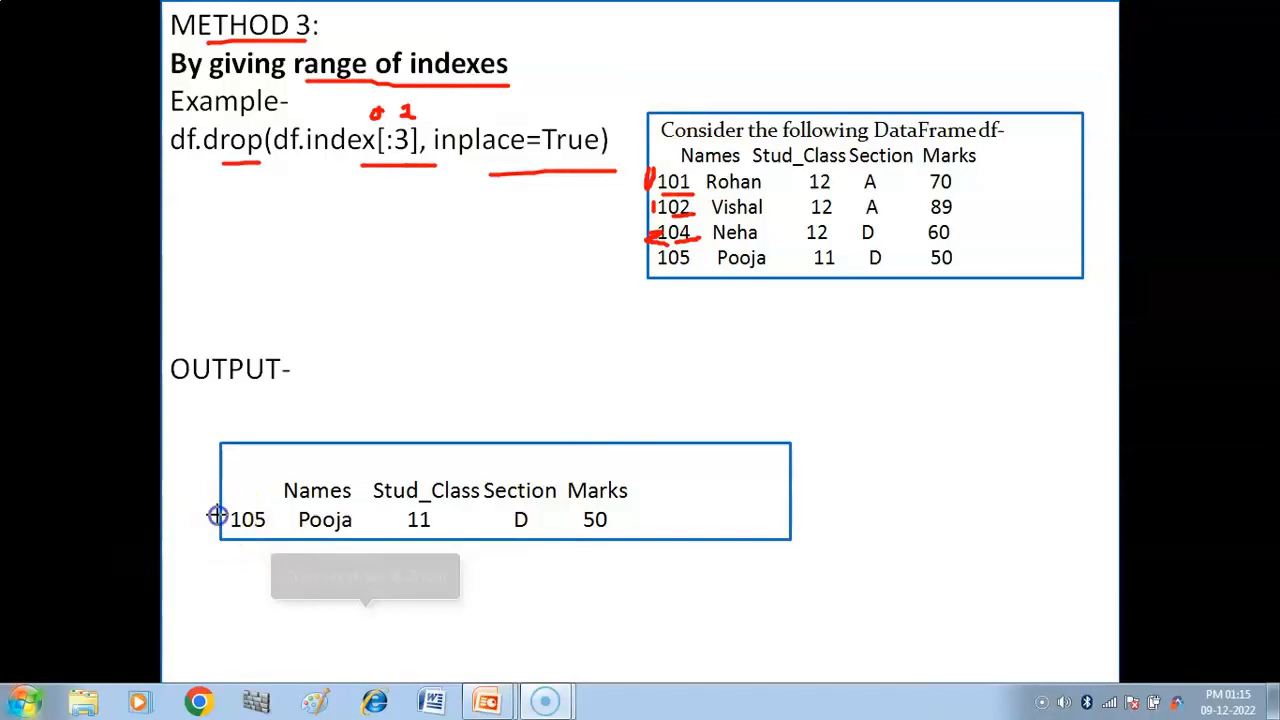 METHOD 3:
By giving range of indexes
Example-
0 1
df.drop(df.index[:3], inplace=True)
Consider the following DataFrame df-
Names Stud_Class Section Marks
101 Rohan 12 A 70
1 102 Vishal 12 A 89
104 Neha 12 D 60
105 Pooja 11 D 50
OUTPUT-
Names Stud_Class Section Marks
105 Pooja 11 D 50
PM 01:15
09-12-2022